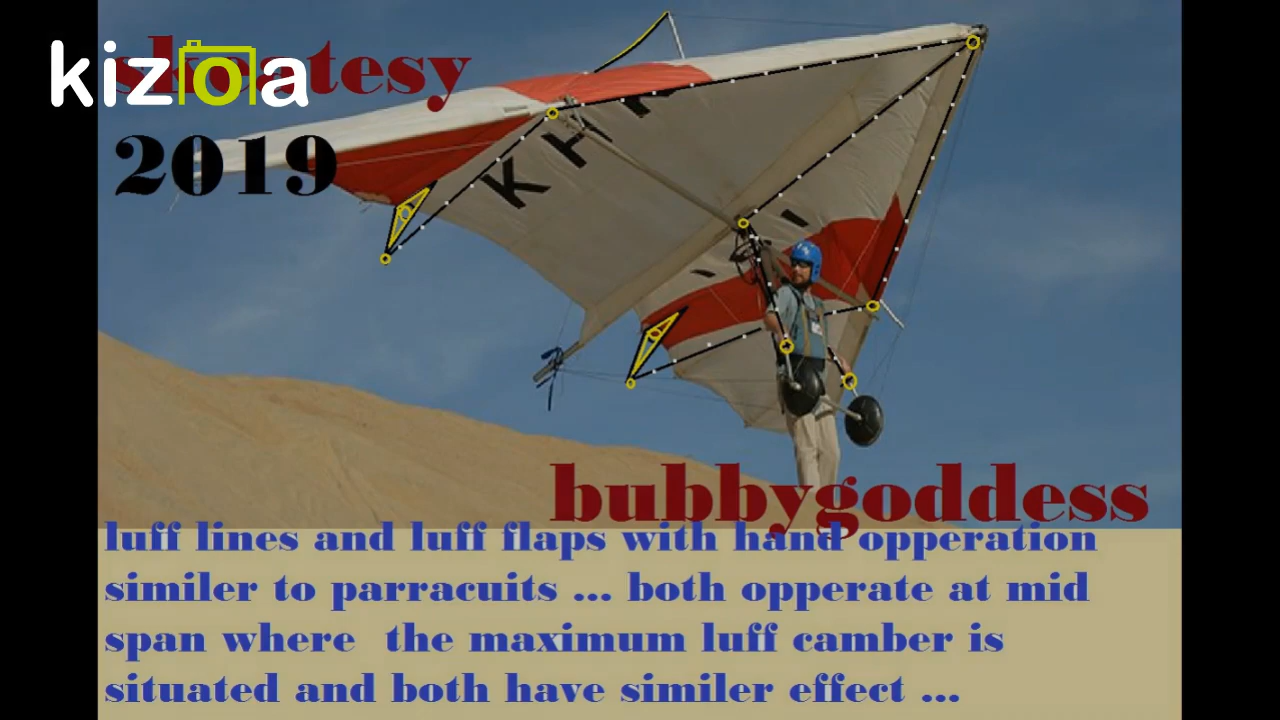 kizoa
skeatesy
2019
K H K
bubbygoddess
luff lines and luff flaps with hand opperation
similer to parracuits ... both opperate at mid
span where the maximum luff camber is
situated and both have similer effect ...